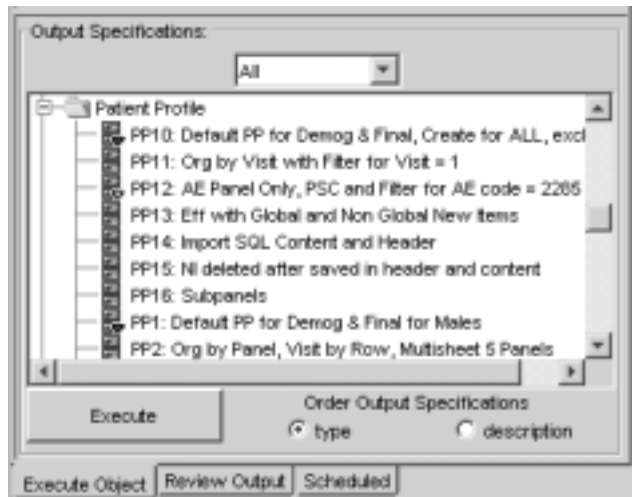 Output Specifications:
All
Patient Profile
PP10: Default PP for Demog & Final, Create for ALL, excl
PP11: Org by Visit with Filter for Visit = 1
PP12: AE Panel Only, PSC and Filter for AE code = 2285
PP13: Eff with Global and Non Global New Items
PP14: Import SQL Content and Header
PP15: NI deleted after saved in header and content
PP16: Subpanels
PP1: Default PP for Demog & Final for Males
PP2: Org by Panel, Visit by Row, Multisheet 5 Panels
Execute
Order Output Specifications
type description
Execute Object Review Output Scheduled